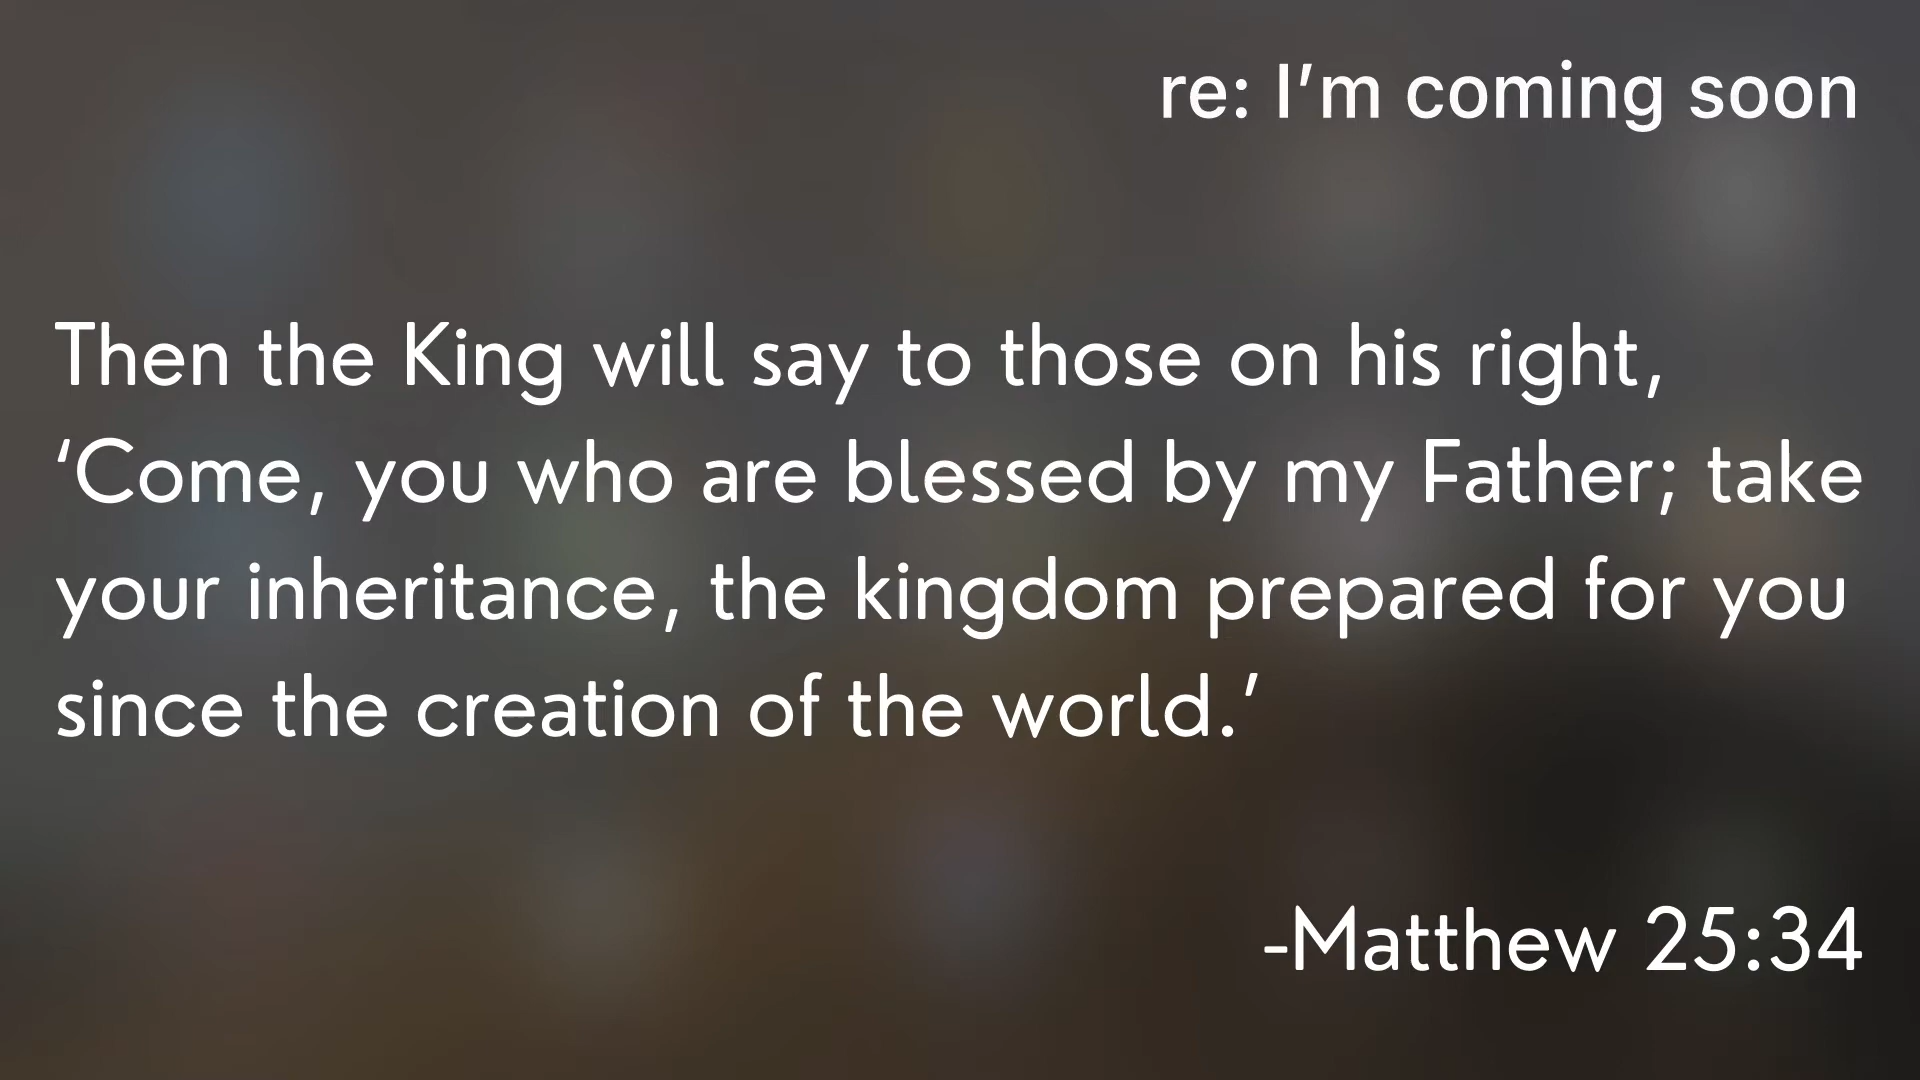 re: I’m coming soon
Then the King will say to those on his right,
‘Come, you who are blessed by my Father; take
your inheritance, the kingdom prepared for you
since the creation of the world.’
-Matthew 25:34